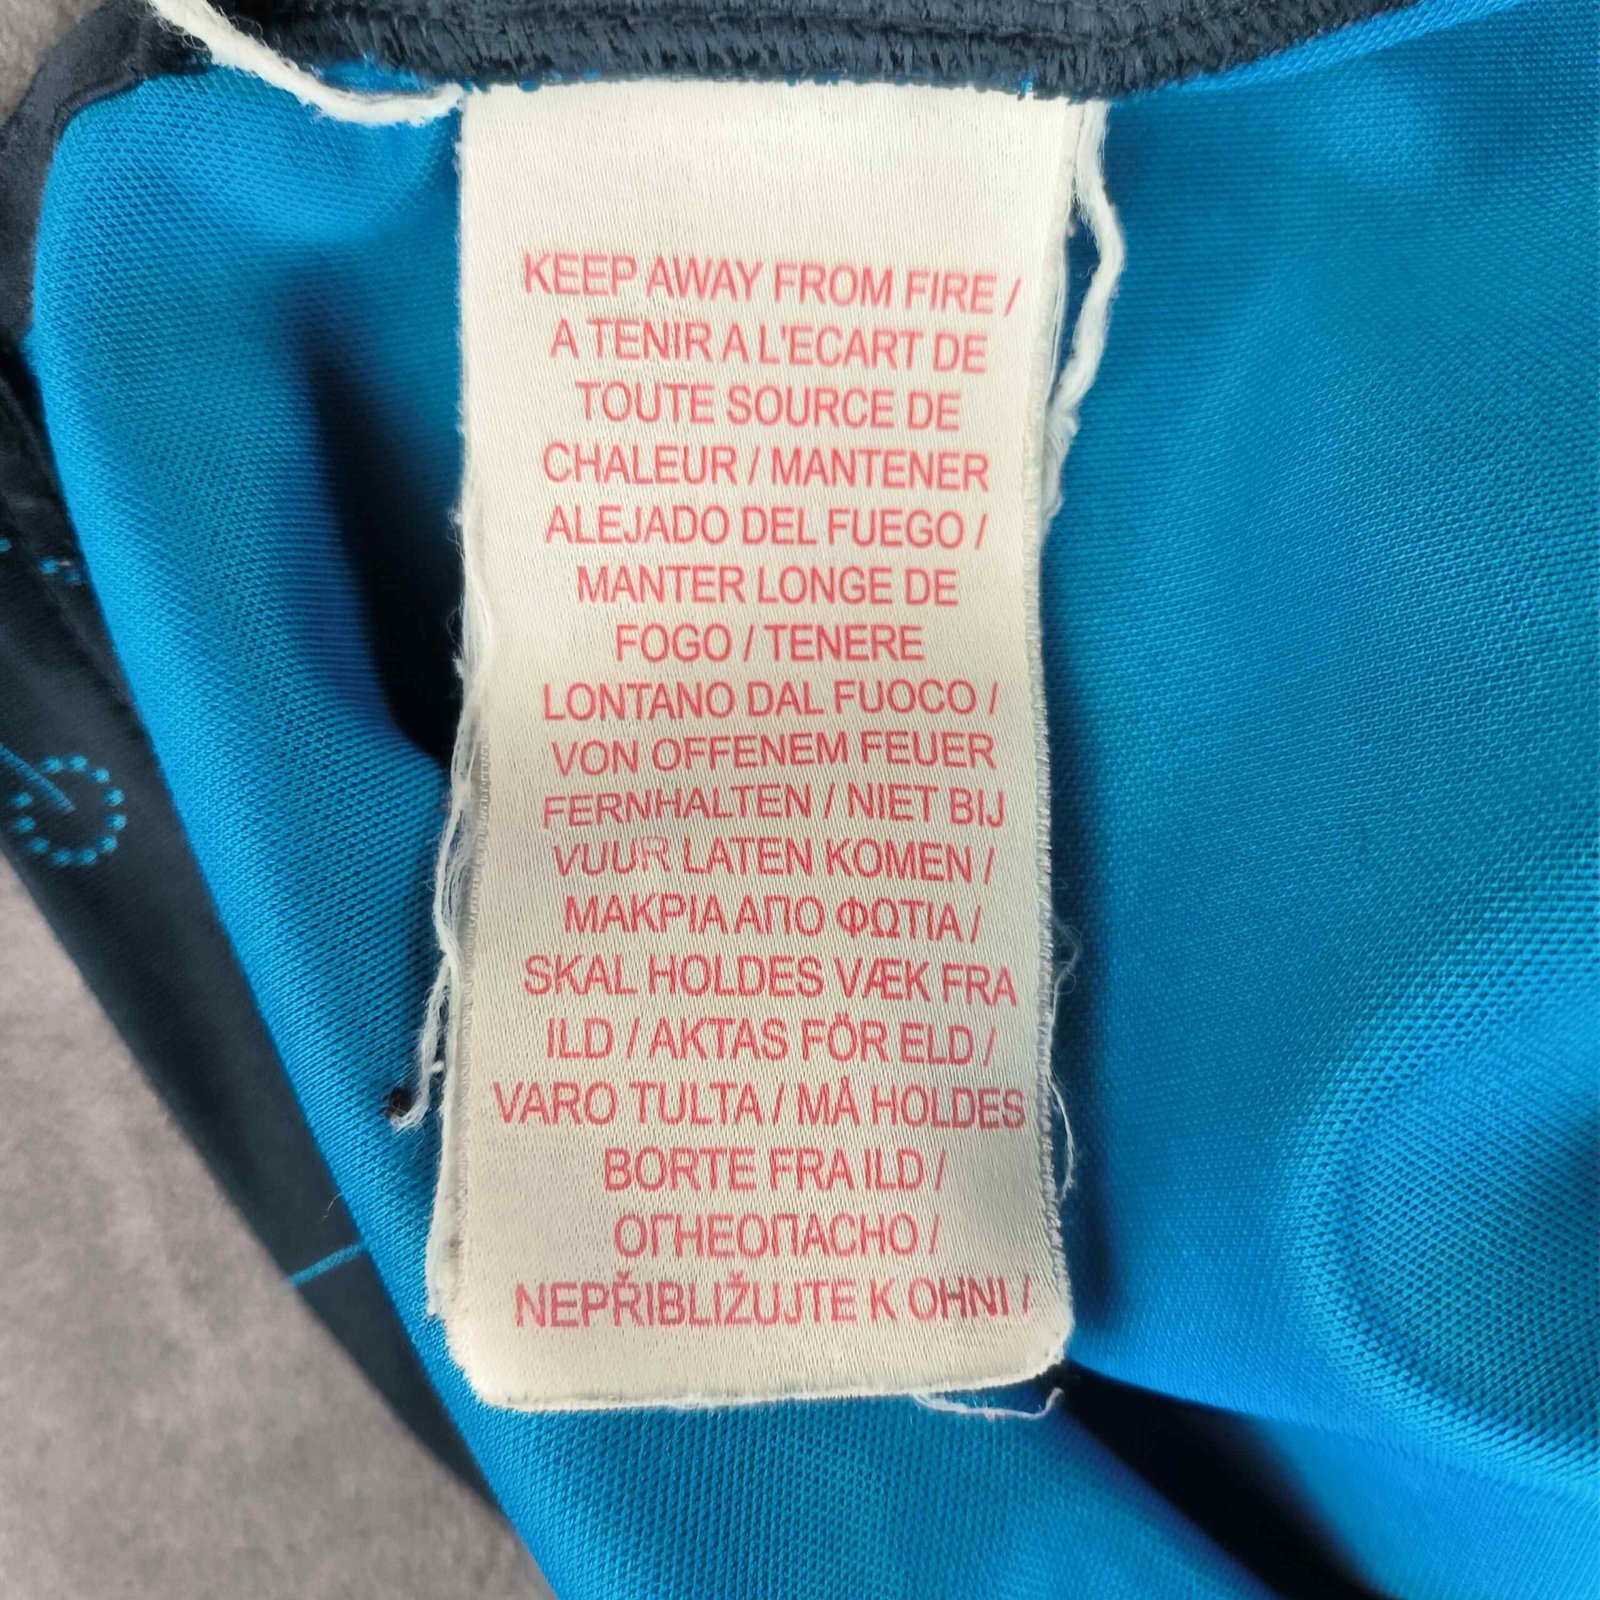 KEEP AWAY FROM FIRE /
A TENIR A L'ECART DE
TOUTE SOURCE DE
CHALEUR / MANTENER
ALEJADO DEL FUEGO /
MANTER LONGE DE
FOGO / TENERE
LONTANO DAL FUOCO /
VON OFFENEM FEUER
FERNHALTEN / NIET BIJ
VUUR LATEN KOMEN /
ΜΑΚΡΙΑ ΑΠΟ ΦΩΤΙΑ /
SKAL HOLDES VÆK FRA
ILD / AKTAS FÖR ELD /
VARO TULTA / MÅ HOLDES
BORTE FRA ILD /
ОГНЕОПАСНО /
NEPŘIBLIŽUJTE K OHNI /